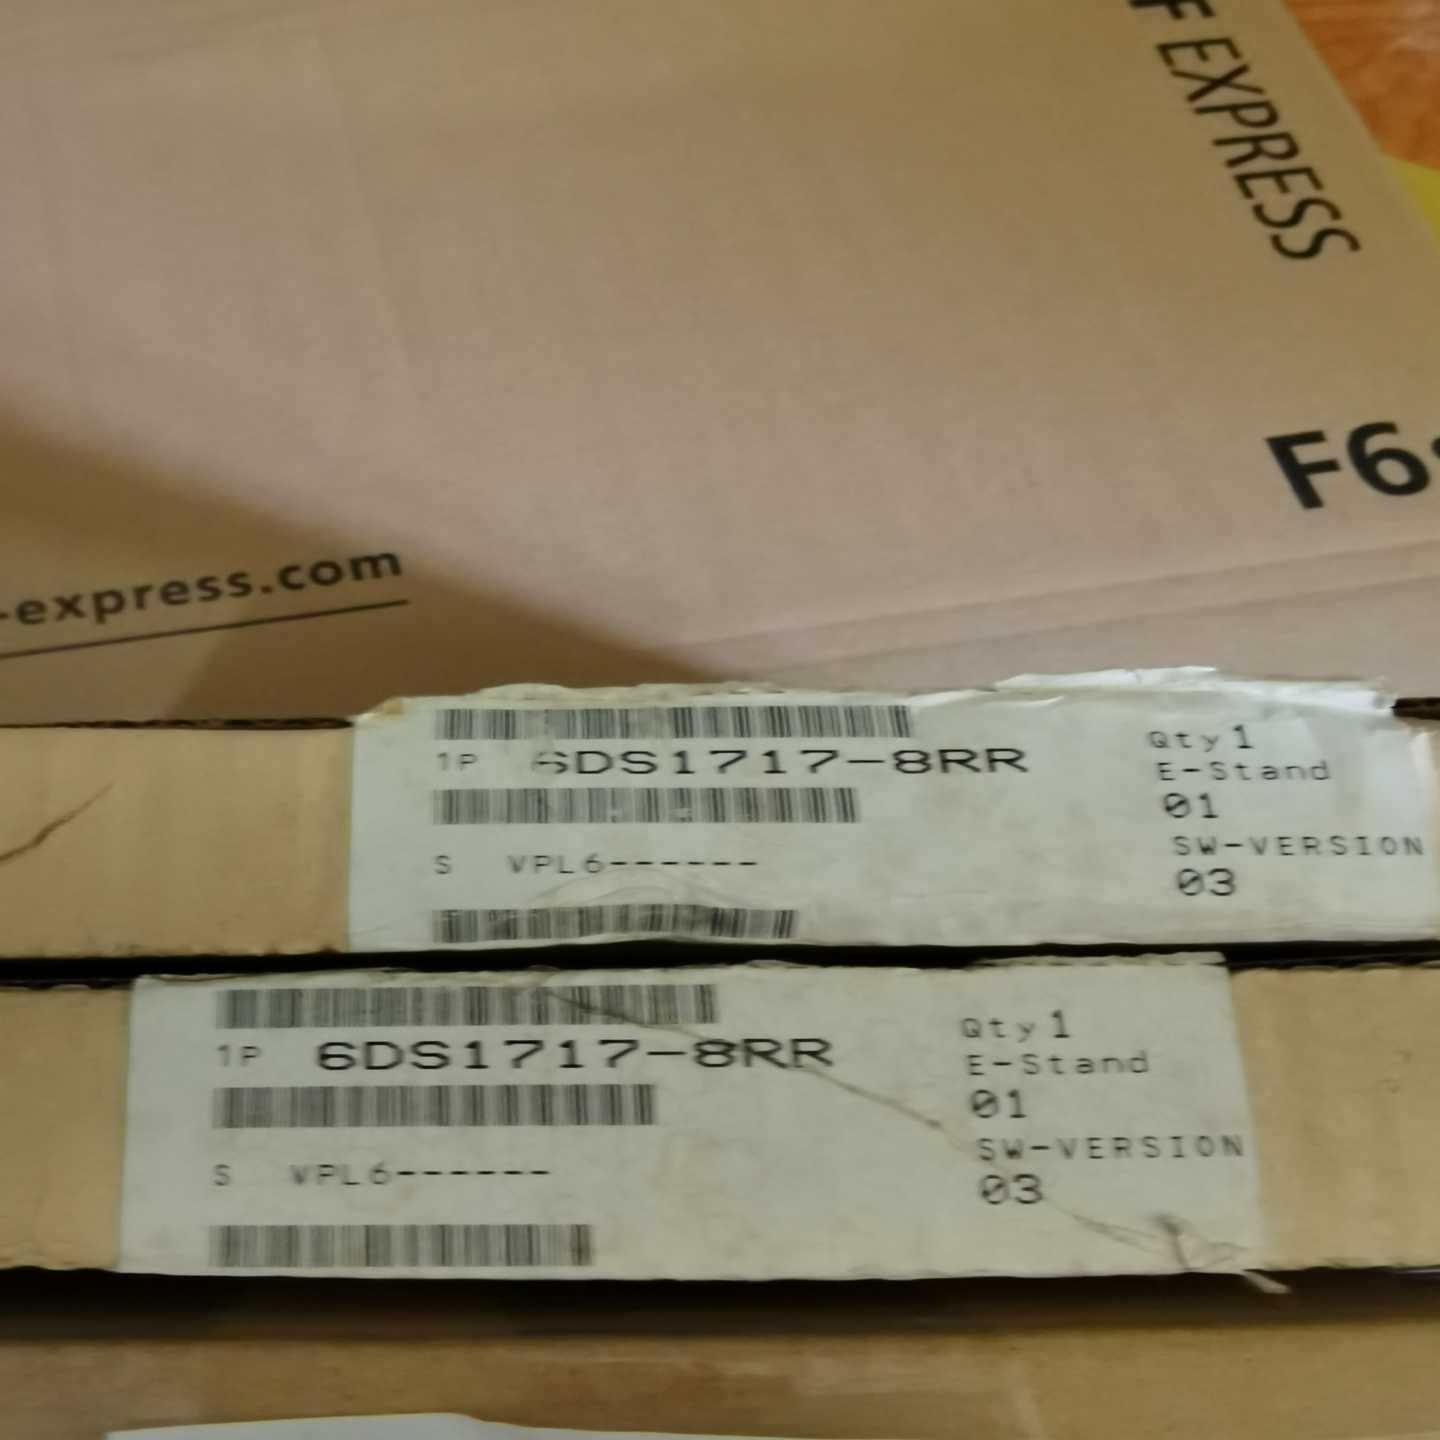 F EXPRESS
F6
-express.com
1P 6DS1717-8RR
S VPL6------
Qty 1
E-Stand
01
SW-VERSION
03
1P 6DS1717-8RR
S VPL6------
Qty 1
E-Stand
01
SW-VERSION
03